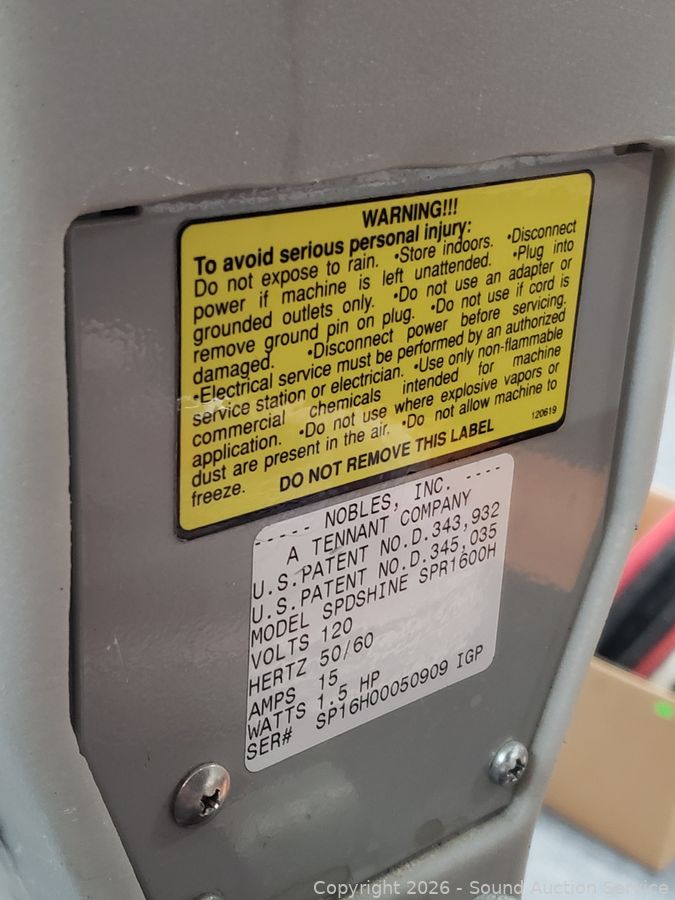 WARNING!!!
To avoid serious personal injury:
Do not expose to rain. •Store indoors. •Disconnect
power if machine is left unattended. •Plug into
grounded outlets only. •Do not use an adapter or
remove ground pin on plug. •Do not use if cord is
damaged. •Disconnect power before servicing.
•Electrical service must be performed by an authorized
service station or electrician. •Use only non-flammable
commercial chemicals intended for machine
application. •Do not use where explosive vapors or
dust are present in the air. •Do not allow machine to
freeze.
120619
DO NOT REMOVE THIS LABEL
----- NOBLES, INC. ----
A TENNANT COMPANY
U.S.PATENT NO.D.343,932
U.S.PATENT NO.D.345,035
MODEL SPDSHINE SPR1600H
VOLTS 120
HERTZ 50/60
AMPS 15
WATTS 1.5 HP
SER# SP16H00050909 IGP
Copyright 2026 - Sound Auction Service